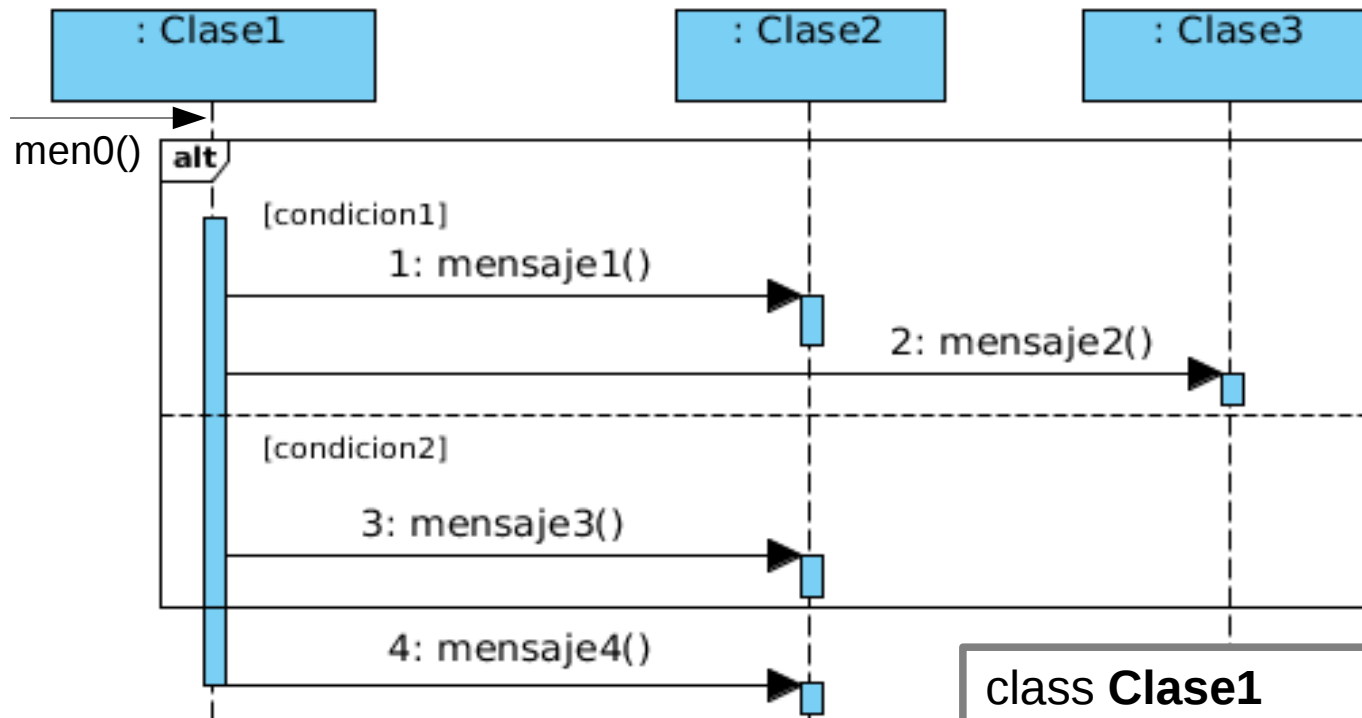 : Clase1
: Clase2
: Clase3
men0()
alt
[condicion1]
1: mensaje1()
2: mensaje2()
[condicion2]
3: mensaje3()
4: mensaje4()
class Clase1